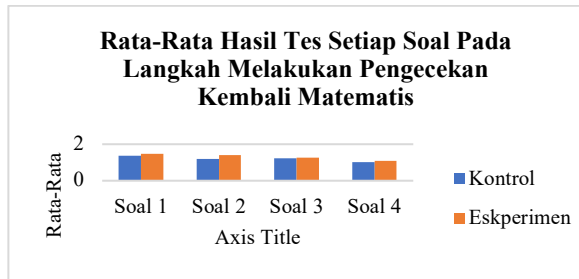 Rata-Rata Hasil Tes Setiap Soal Pada
Langkah Melakukan Pengecekan
Kembali Matematis
Rata-Rata
2
0
Soal 1 Soal 2 Soal 3 Soal 4
Axis Title
Kontrol
Eskperimen